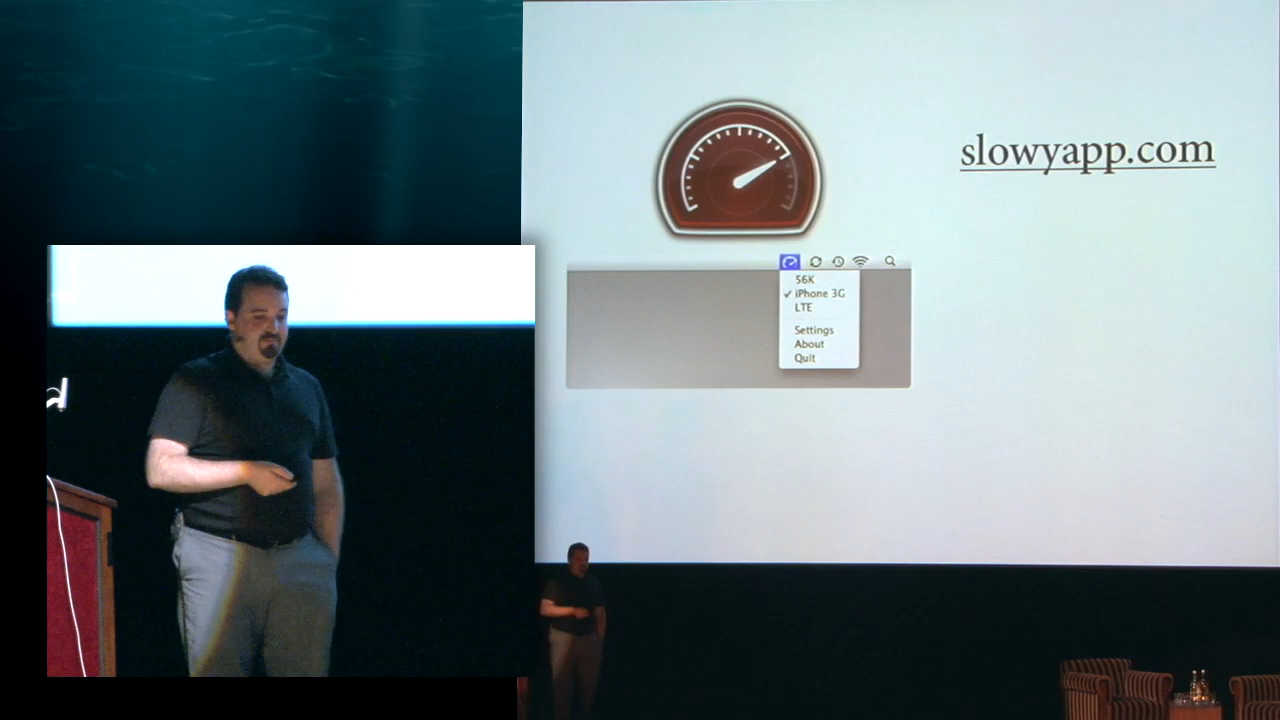 slowyapp.com
56K
✓ iPhone 3G
LTE
Settings
About
Quit
d